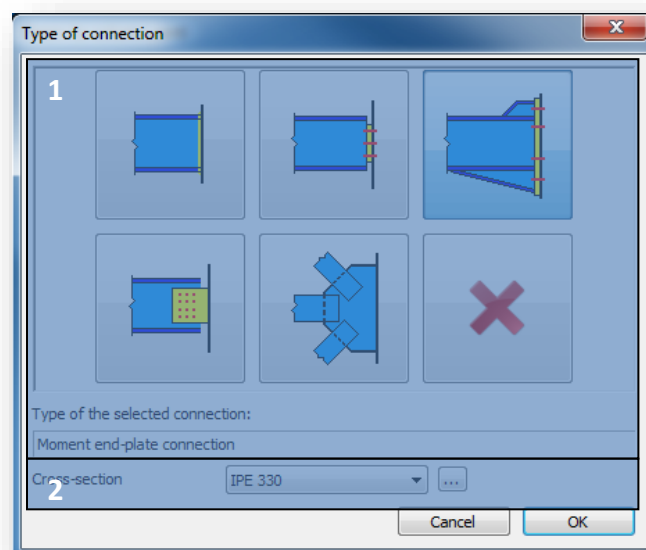 Type of connection
1
Type of the selected connection:
Moment end-plate connection
Cross-section IPE 330 ...
2
Cancel OK